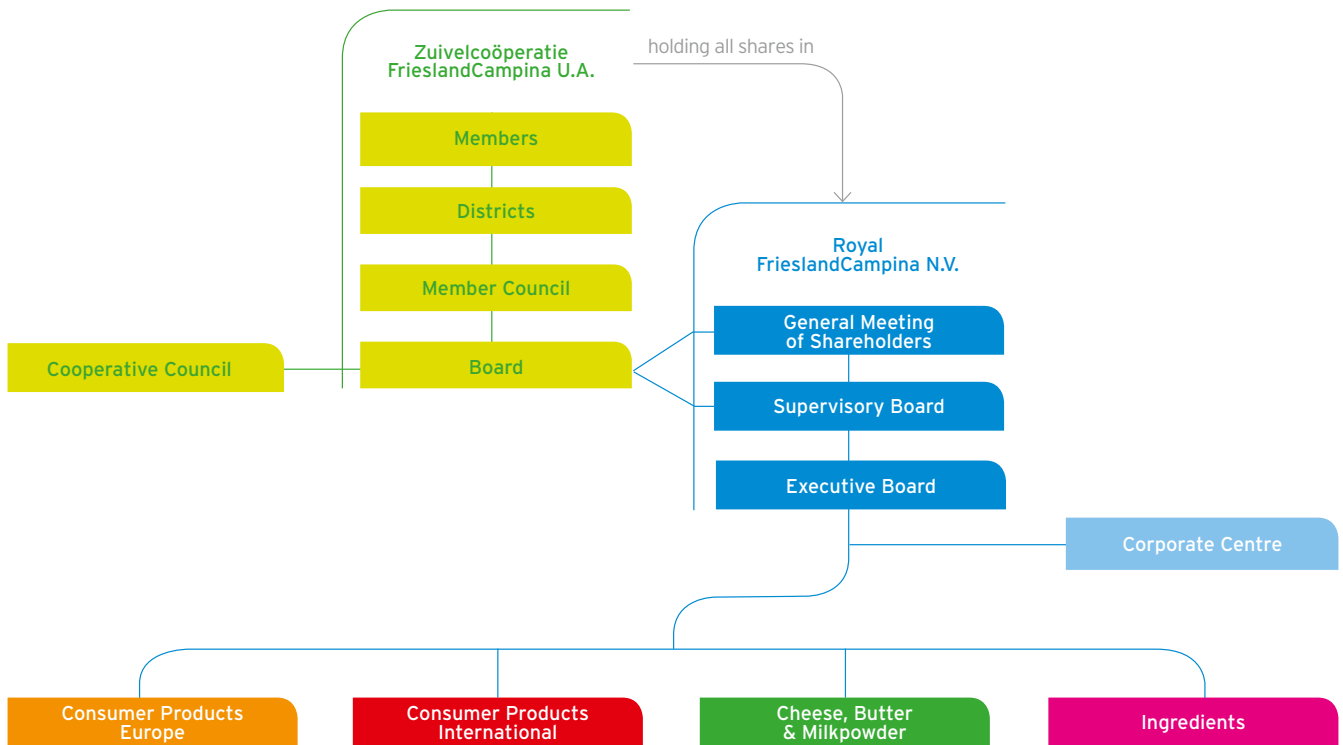 Zuivelcoöperatie
FrieslandCampina U.A.
holding all shares in
Members
Districts
Member Council
Cooperative Council
Board
Royal
FrieslandCampina N.V.
General Meeting
of Shareholders
Supervisory Board
Executive Board
Corporate Centre
Consumer Products
Europe
Consumer Products
International
Cheese, Butter
& Milkpowder
Ingredients